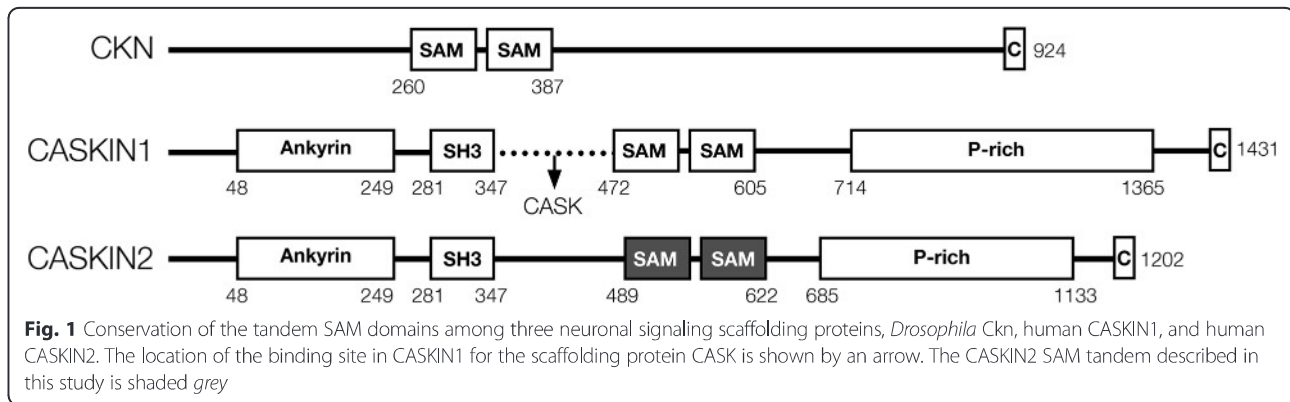 CKN SAM SAM C 924
260 387
CASKIN1 Ankyrin SH3 SAM SAM P-rich C 1431
48 249 281 347 472 605 714 1365
CASK
CASKIN2 Ankyrin SH3 SAM SAM P-rich C 1202
48 249 281 347 489 622 685 1133
Fig. 1 Conservation of the tandem SAM domains among three neuronal signaling scaffolding proteins, Drosophila Ckn, human CASKIN1, and human
CASKIN2. The location of the binding site in CASKIN1 for the scaffolding protein CASK is shown by an arrow. The CASKIN2 SAM tandem described in
this study is shaded grey